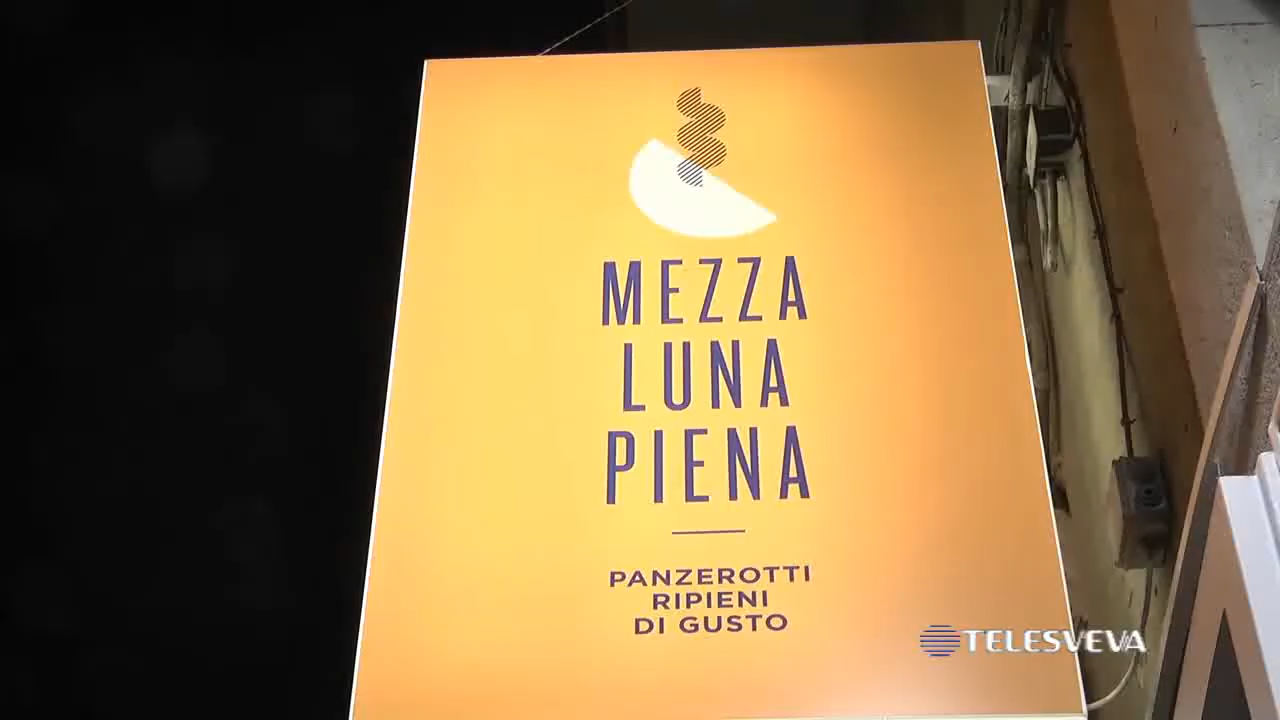 MEZZA
LUNA
PIENA
PANZEROTTI
RIPIENI
DI GUSTO
TELESVEVA